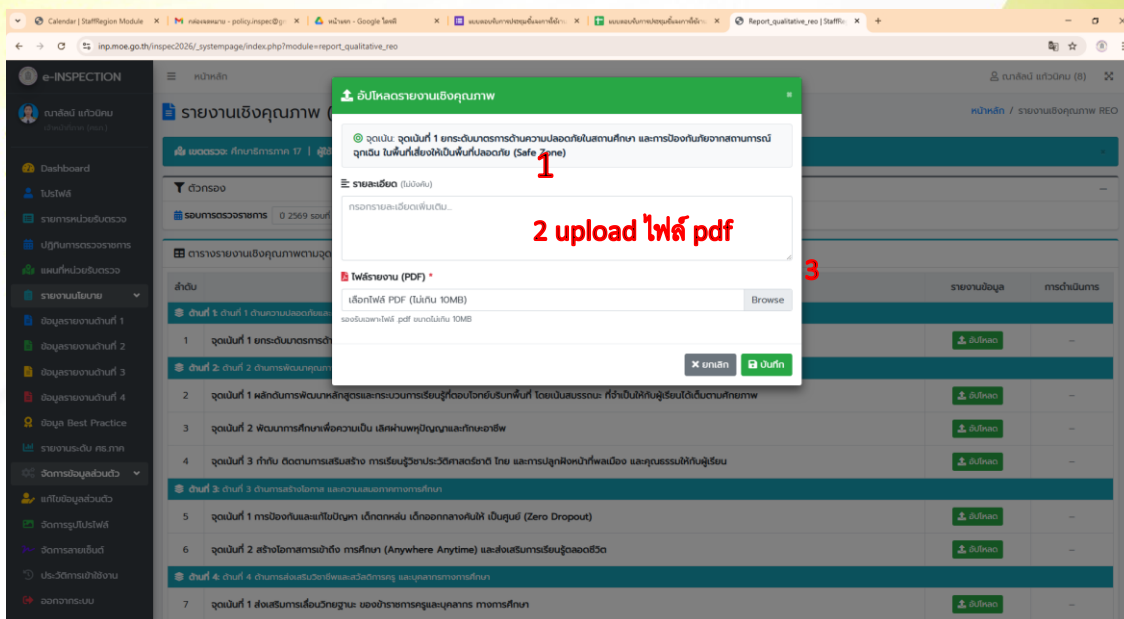 Calendar | StaffRegion Module
หน้าแรก - Google ไดรฟ์
Report_qualitative_reo | StaffRe
inp.moe.go.th/inspec2026/_systempage/index.php?module=report_qualitative_reo
e-INSPECTION
หน้าหลัก
ณาลัลน์ แก้วนิคม (8)
ณาลัลน์ แก้วนิคม
รายงานเชิงคุณภาพ (
หน้าหลัก / รายงานเชิงคุณภาพ REO
เขตตรวจ: ศึกษาธิการภาค 17 |
Dashboard
โปรไฟล์
รายการหน่วยรับตรวจ
ปฏิทินการตรวจราชการ
แผนที่หน่วยรับตรวจ
รายงานนโยบาย
ข้อมูลรายงานด้านที่ 1
ข้อมูลรายงานด้านที่ 2
ข้อมูลรายงานด้านที่ 3
ข้อมูลรายงานด้านที่ 4
ข้อมูล Best Practice
รายงานระดับ ศธ.ภาค
จัดการข้อมูลส่วนตัว
แก้ไขข้อมูลส่วนตัว
จัดการรูปโปรไฟล์
จัดการลายเซ็นต์
ประวัติการเข้าใช้งาน
ออกจากระบบ
ตัวกรอง
รอบการตรวจราชการ
อัปโหลดรายงานเชิงคุณภาพ
จุดเน้น: จุดเน้นที่ 1 ยกระดับมาตรการด้านความปลอดภัยในสถานศึกษา และการป้องกันภัยจากสถานการณ์
ฉุกเฉิน ในพื้นที่เสี่ยงให้เป็นพื้นที่ปลอดภัย (Safe Zone)
1
รายละเอียด (ไม่บังคับ)
กรอกรายละเอียดเพิ่มเติม...
2 upload ไฟล์ pdf
3
ไฟล์รายงาน (PDF) *
เลือกไฟล์ PDF (ไม่เกิน 10MB)
Browse
รองรับเฉพาะไฟล์ .pdf ขนาดไม่เกิน 10MB
ยกเลิก
บันทึก
ตารางรายงานเชิงคุณภาพตามจุด
ลำดับ
รายงานข้อมูล
การดำเนินการ
ด้านที่ 1: ด้านที่ 1 ด้านความปลอดภัยและ
1 จุดเน้นที่ 1 ยกระดับมาตรการด้า
อัปโหลด –
ด้านที่ 2: ด้านที่ 2 ด้านการพัฒนาคุณภา
2 จุดเน้นที่ 1 ผลักดันการพัฒนาหลักสูตรและกระบวนการเรียนรู้ที่ตอบโจทย์บริบทพื้นที่ โดยเน้นสมรรถนะ ที่จำเป็นให้กับผู้เรียนได้เต็มตามศักยภาพ อัปโหลด –
3 จุดเน้นที่ 2 พัฒนาการศึกษาเพื่อความเป็น เลิศผ่านพหุปัญญาและทักษะอาชีพ อัปโหลด –
4 จุดเน้นที่ 3 กำกับ ติดตามการเสริมสร้าง การเรียนรู้วิชาประวัติศาสตร์ชาติ ไทย และการปลูกฝังหน้าที่พลเมือง และคุณธรรมให้กับผู้เรียน อัปโหลด –
ด้านที่ 3: ด้านที่ 3 ด้านการสร้างโอกาส และความเสมอภาคทางการศึกษา
5 จุดเน้นที่ 1 การป้องกันและแก้ไขปัญหา เด็กตกหล่น เด็กออกกลางคันให้ เป็นศูนย์ (Zero Dropout) อัปโหลด –
6 จุดเน้นที่ 2 สร้างโอกาสการเข้าถึง การศึกษา (Anywhere Anytime) และส่งเสริมการเรียนรู้ตลอดชีวิต อัปโหลด –
ด้านที่ 4: ด้านที่ 4 ด้านการส่งเสริมวิชาชีพและสวัสดิการครู และบุคลากรทางการศึกษา
7 จุดเน้นที่ 1 ส่งเสริมการเลื่อนวิทยฐานะ ของข้าราชการครูและบุคลากร ทางการศึกษา อัปโหลด –